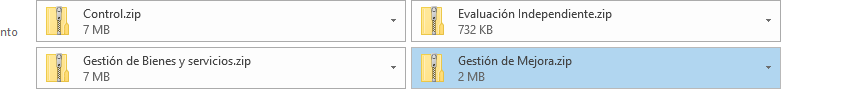 Control.zip
7 MB
Evaluación Independiente.zip
732 KB
nto
Gestión de Bienes y servicios.zip
7 MB
Gestión de Mejora.zip
2 MB